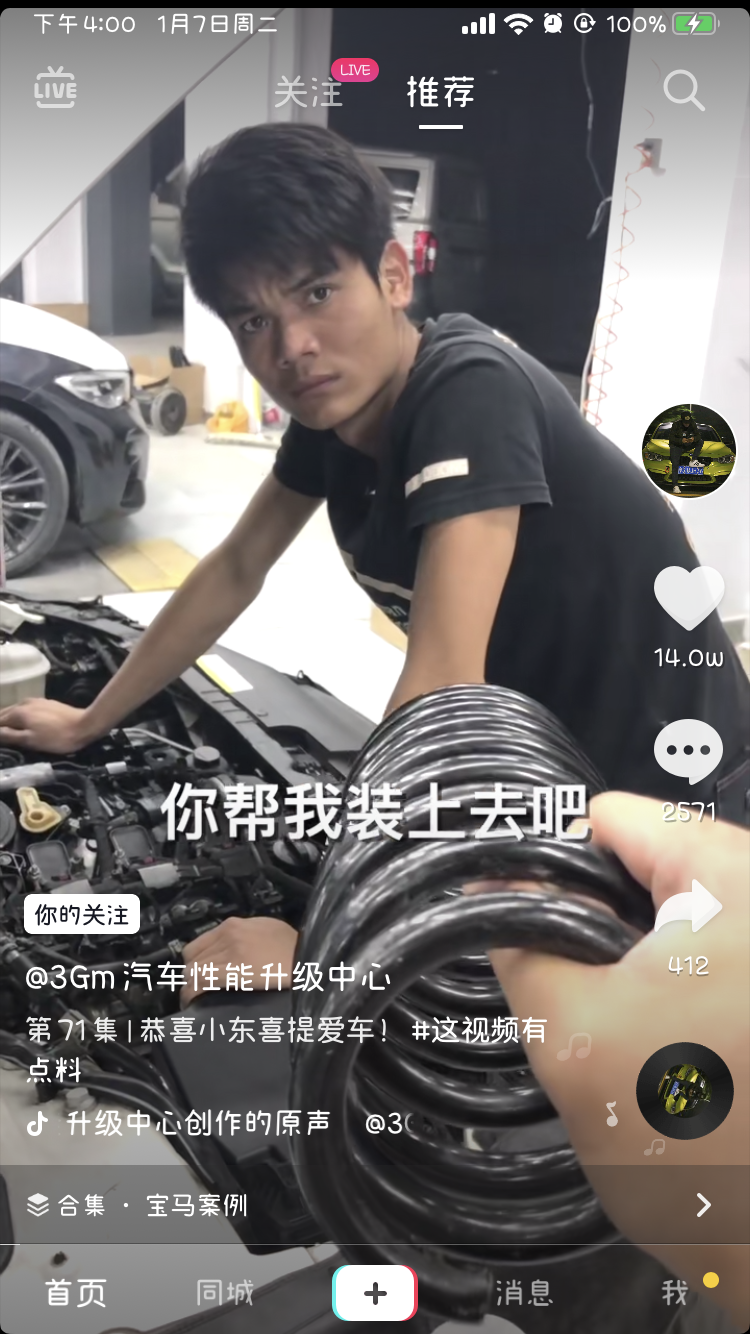 下午4:00 1月7日周二
100%
LIVE
关注
LIVE
推荐
14.0w
你帮我装上去吧
2571
你的关注
412
@3Gm汽车性能升级中心
第71集 | 恭喜小东喜提爱车！#这视频有
点料
升级中心创作的原声 @3
合集 · 宝马案例
首页
同城
消息
我